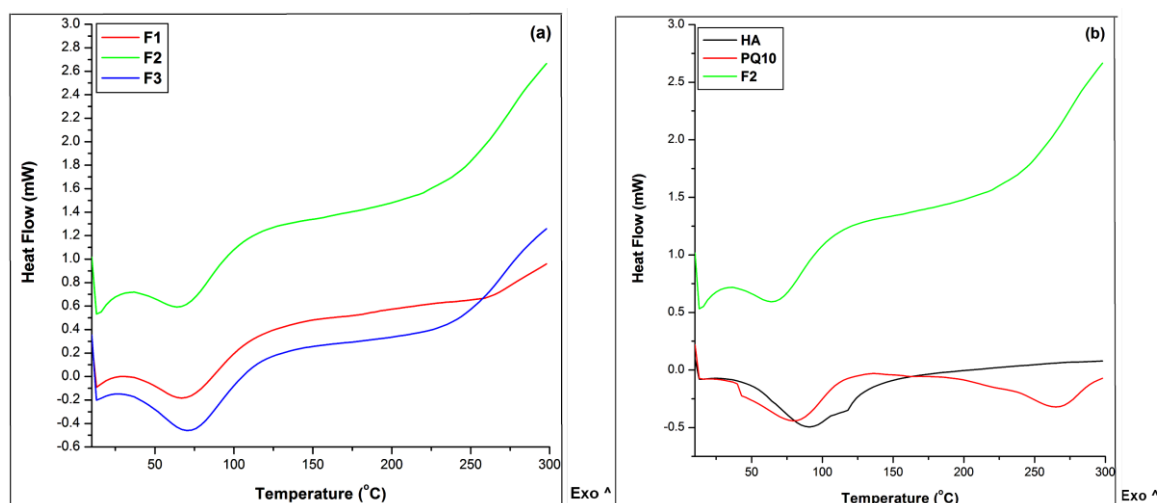 (a)
F1
F2
F3
3.0
2.8
2.6
2.4
2.2
2.0
1.8
1.6
1.4
1.2
1.0
0.8
0.6
0.4
0.2
0.0
-0.2
-0.4
-0.6
Heat Flow (mW)
50
100
150
200
250
300
Temperature (°C)
Exo ^
(b)
HA
PQ10
F2
3.0
2.5
2.0
1.5
1.0
0.5
0.0
-0.5
Heat Flow (mW)
50
100
150
200
250
300
Temperature (°C)
Exo ^